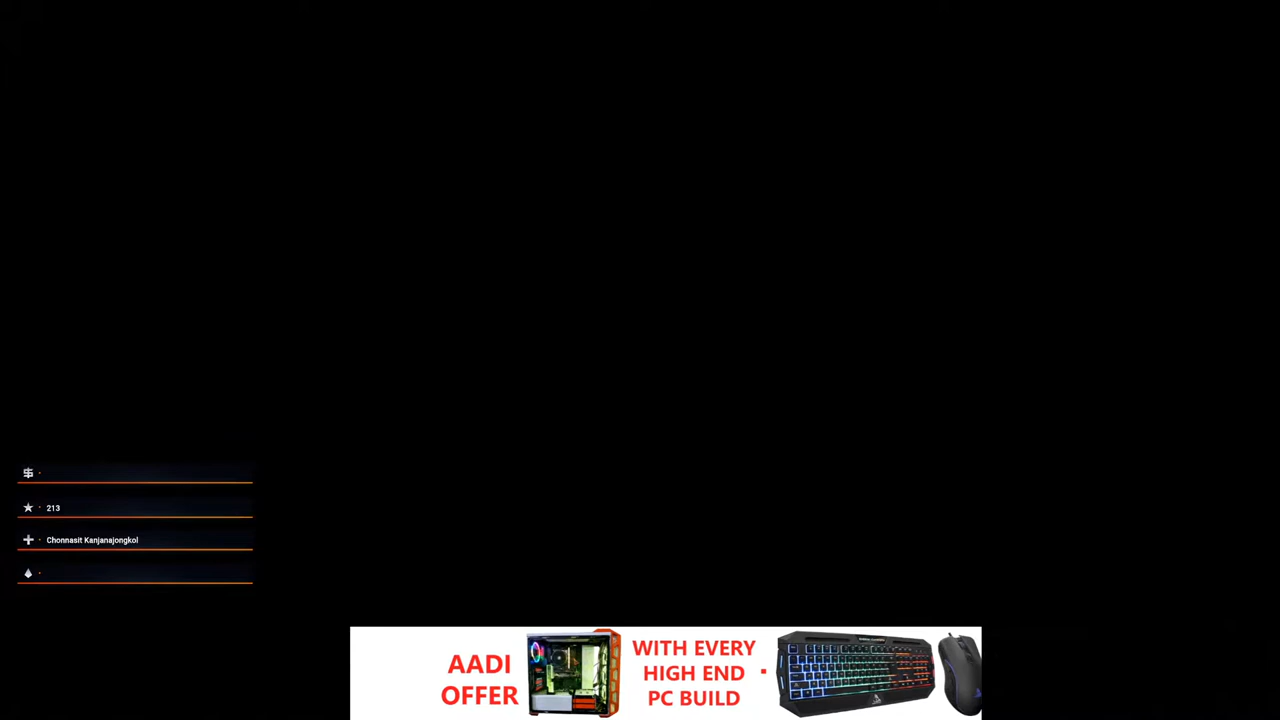 213
Chonnasit Kanjanajongkol
AADI
OFFER
WITH EVERY
HIGH END
PC BUILD